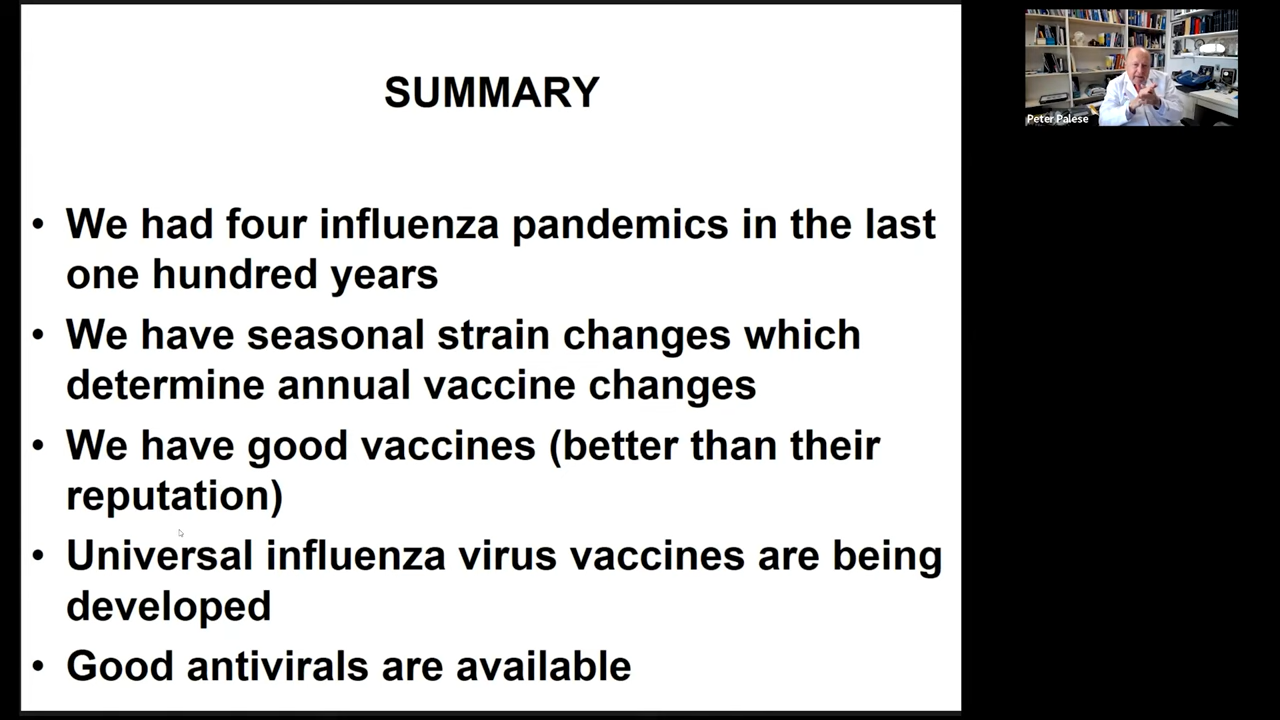 SUMMARY
• We had four influenza pandemics in the last
one hundred years
• We have seasonal strain changes which
determine annual vaccine changes
• We have good vaccines (better than their
reputation)
• Universal influenza virus vaccines are being
developed
• Good antivirals are available
Peter Palese